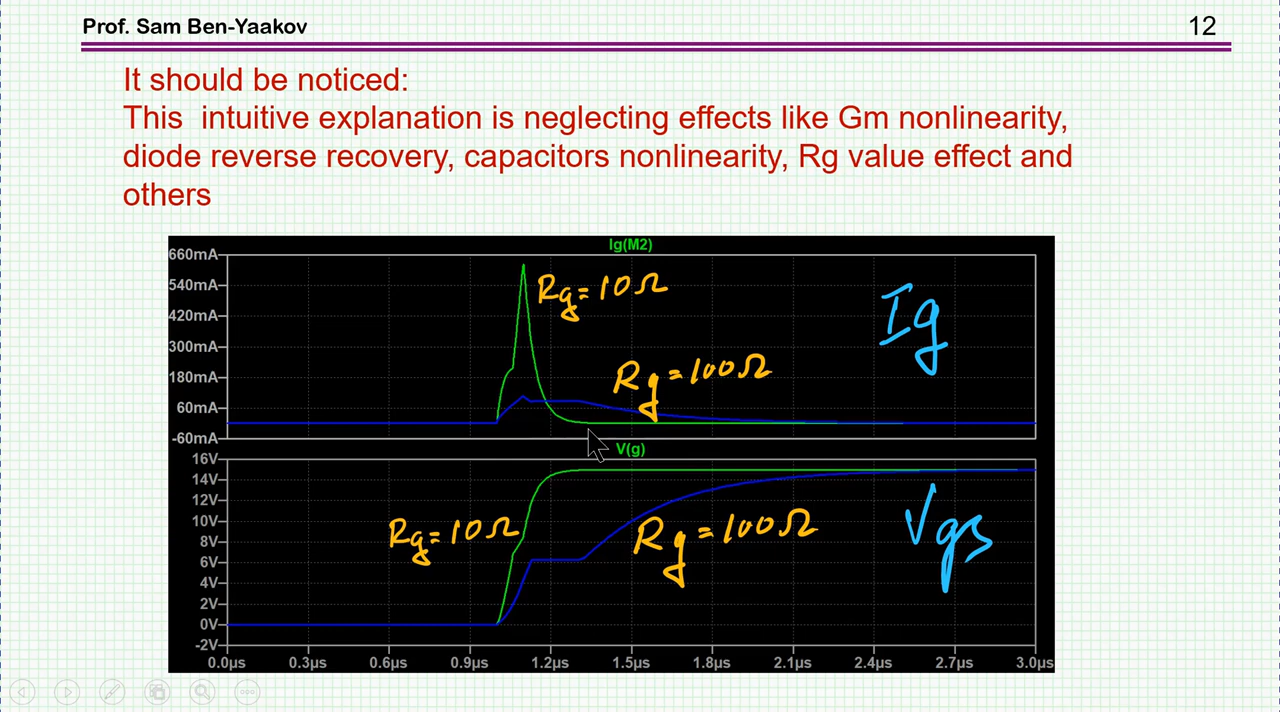 Prof. Sam Ben-Yaakov
12
It should be noticed:
This intuitive explanation is neglecting effects like Gm nonlinearity,
diode reverse recovery, capacitors nonlinearity, Rg value effect and
others
Ig(M2)
660mA
540mA
420mA
300mA
180mA
60mA
-60mA
Rg=10Ω
Rg=100Ω
Ig
V(g)
16V
14V
12V
10V
8V
6V
4V
2V
0V
-2V
Rg=10Ω
Rg=100Ω
Vgs
0.0µs 0.3µs 0.6µs 0.9µs 1.2µs 1.5µs 1.8µs 2.1µs 2.4µs 2.7µs 3.0µs